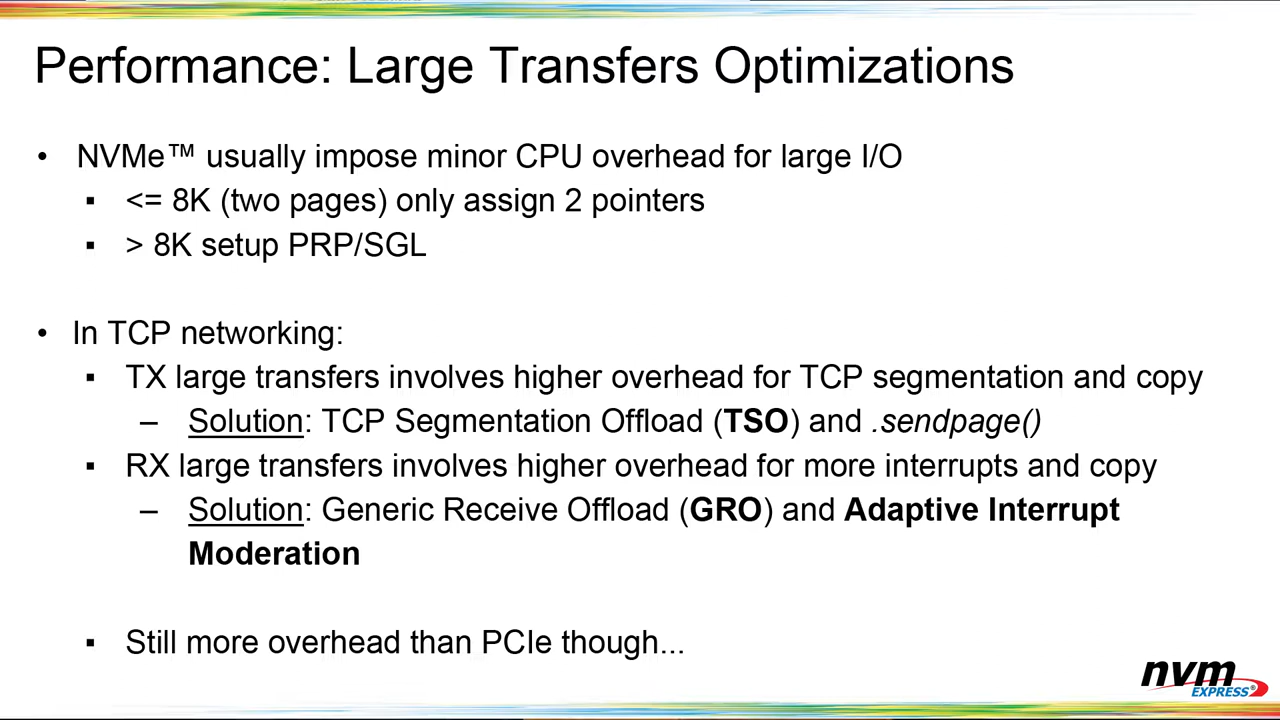 Performance: Large Transfers Optimizations
• NVMe™ usually impose minor CPU overhead for large I/O
▪ <= 8K (two pages) only assign 2 pointers
▪ > 8K setup PRP/SGL
• In TCP networking:
▪ TX large transfers involves higher overhead for TCP segmentation and copy
– Solution: TCP Segmentation Offload (TSO) and .sendpage()
▪ RX large transfers involves higher overhead for more interrupts and copy
– Solution: Generic Receive Offload (GRO) and Adaptive Interrupt
Moderation
▪ Still more overhead than PCIe though...
nvm
EXPRESS®